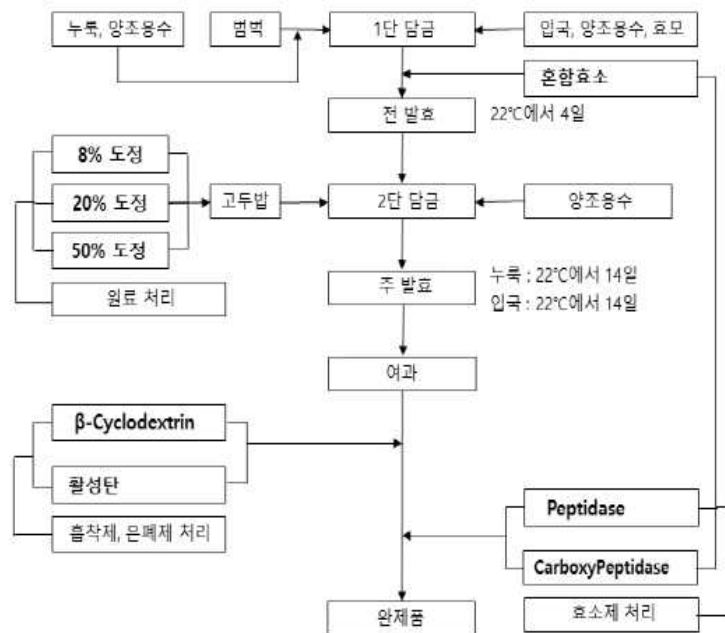 누룩, 양조용수
범벅
1단 담금
입국, 양조용수, 효모
혼합효소
전 발효
22℃에서 4일
8% 도정
20% 도정
고두밥
2단 담금
양조용수
50% 도정
주 발효
누룩 : 22℃에서 14일
입국 : 22℃에서 14일
원료 처리
여과
β-Cyclodextrin
활성탄
흡착제, 은폐제 처리
Peptidase
CarboxyPeptidase
완제품
효소제 처리